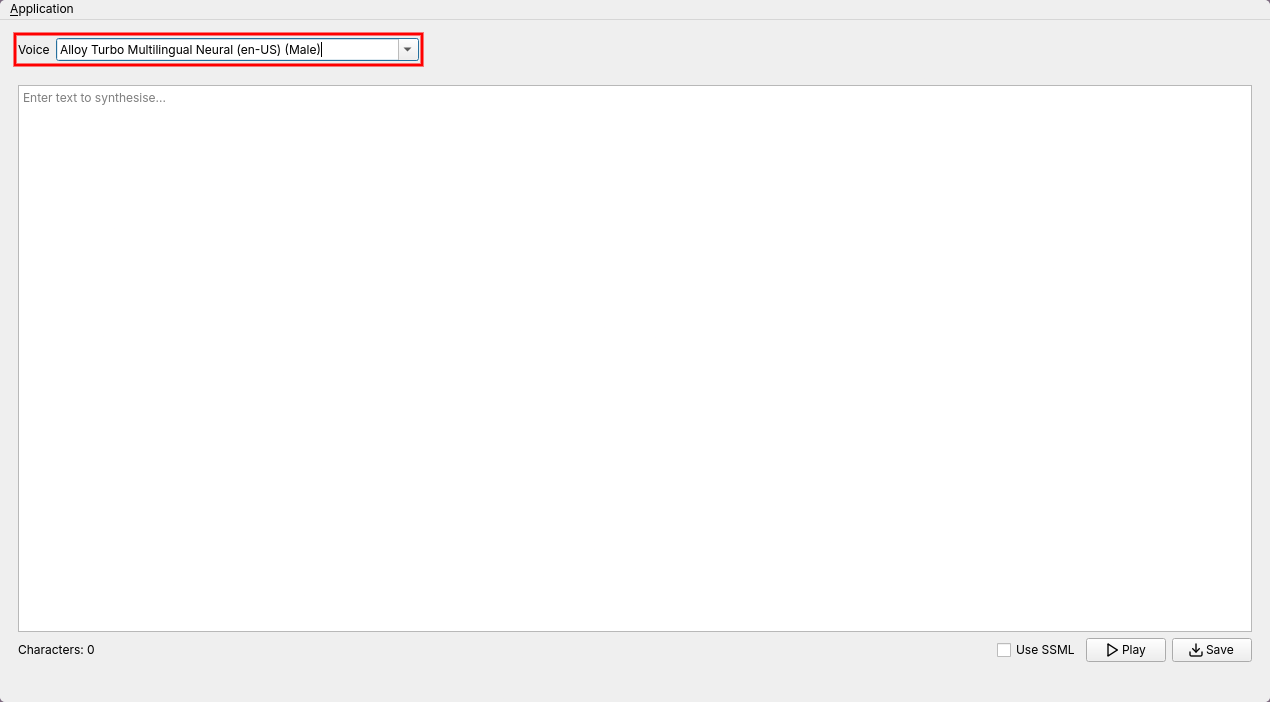 Application
Voice Alloy Turbo Multilingual Neural (en-US) (Male)
Enter text to synthesise...
Characters: 0 Use SSML Play Save